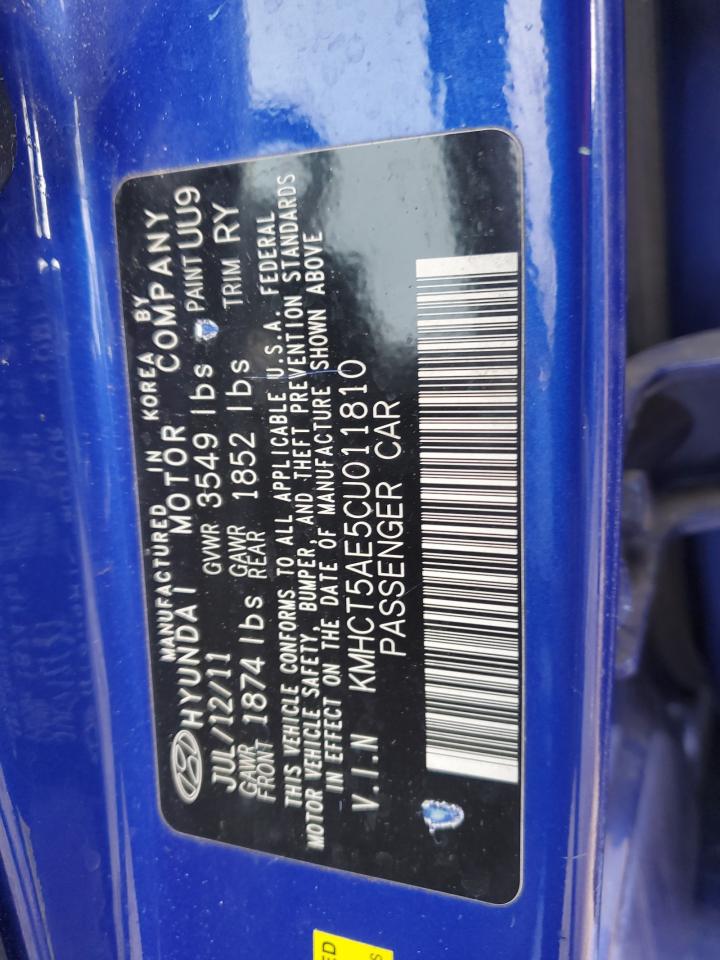 MANUFACTURED IN KOREA BY
HYUNDAI MOTOR COMPANY
JUL/12/11 GVWR 3549 lbs PAINT UU9
GAWR FRONT 1874 lbs GAWR REAR 1852 lbs TRIM RY
THIS VEHICLE CONFORMS TO ALL APPLICABLE U.S.A. FEDERAL
MOTOR VEHICLE SAFETY, BUMPER, AND THEFT PREVENTION STANDARDS
IN EFFECT ON THE DATE OF MANUFACTURE SHOWN ABOVE
V.I.N KMHCT5AE5CU011810
PASSENGER CAR